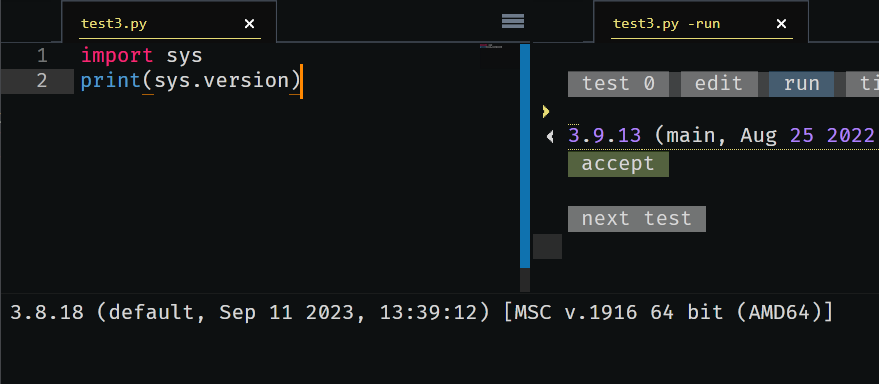 test3.py ×
1 import sys
2 print(sys.version)
test3.py -run ×
test 0 edit run ti
3.9.13 (main, Aug 25 2022
accept
next test
3.8.18 (default, Sep 11 2023, 13:39:12) [MSC v.1916 64 bit (AMD64)]